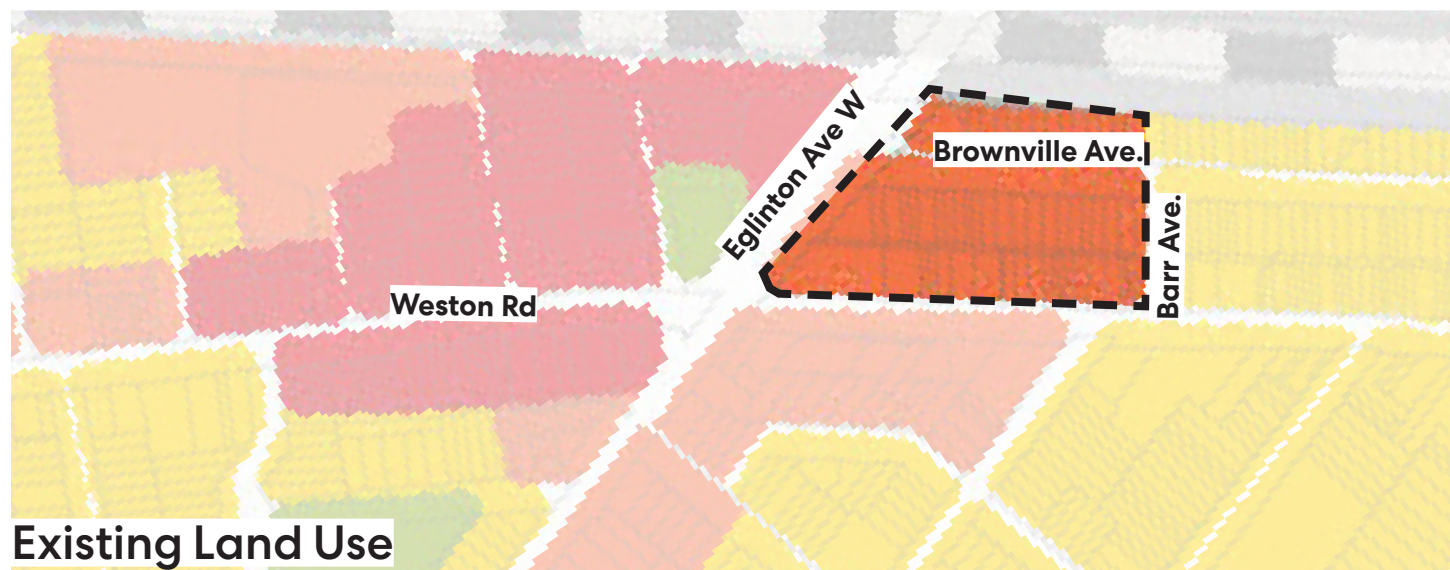 Eglinton Ave W
Brownville Ave.
Barr Ave.
Weston Rd
Existing Land Use